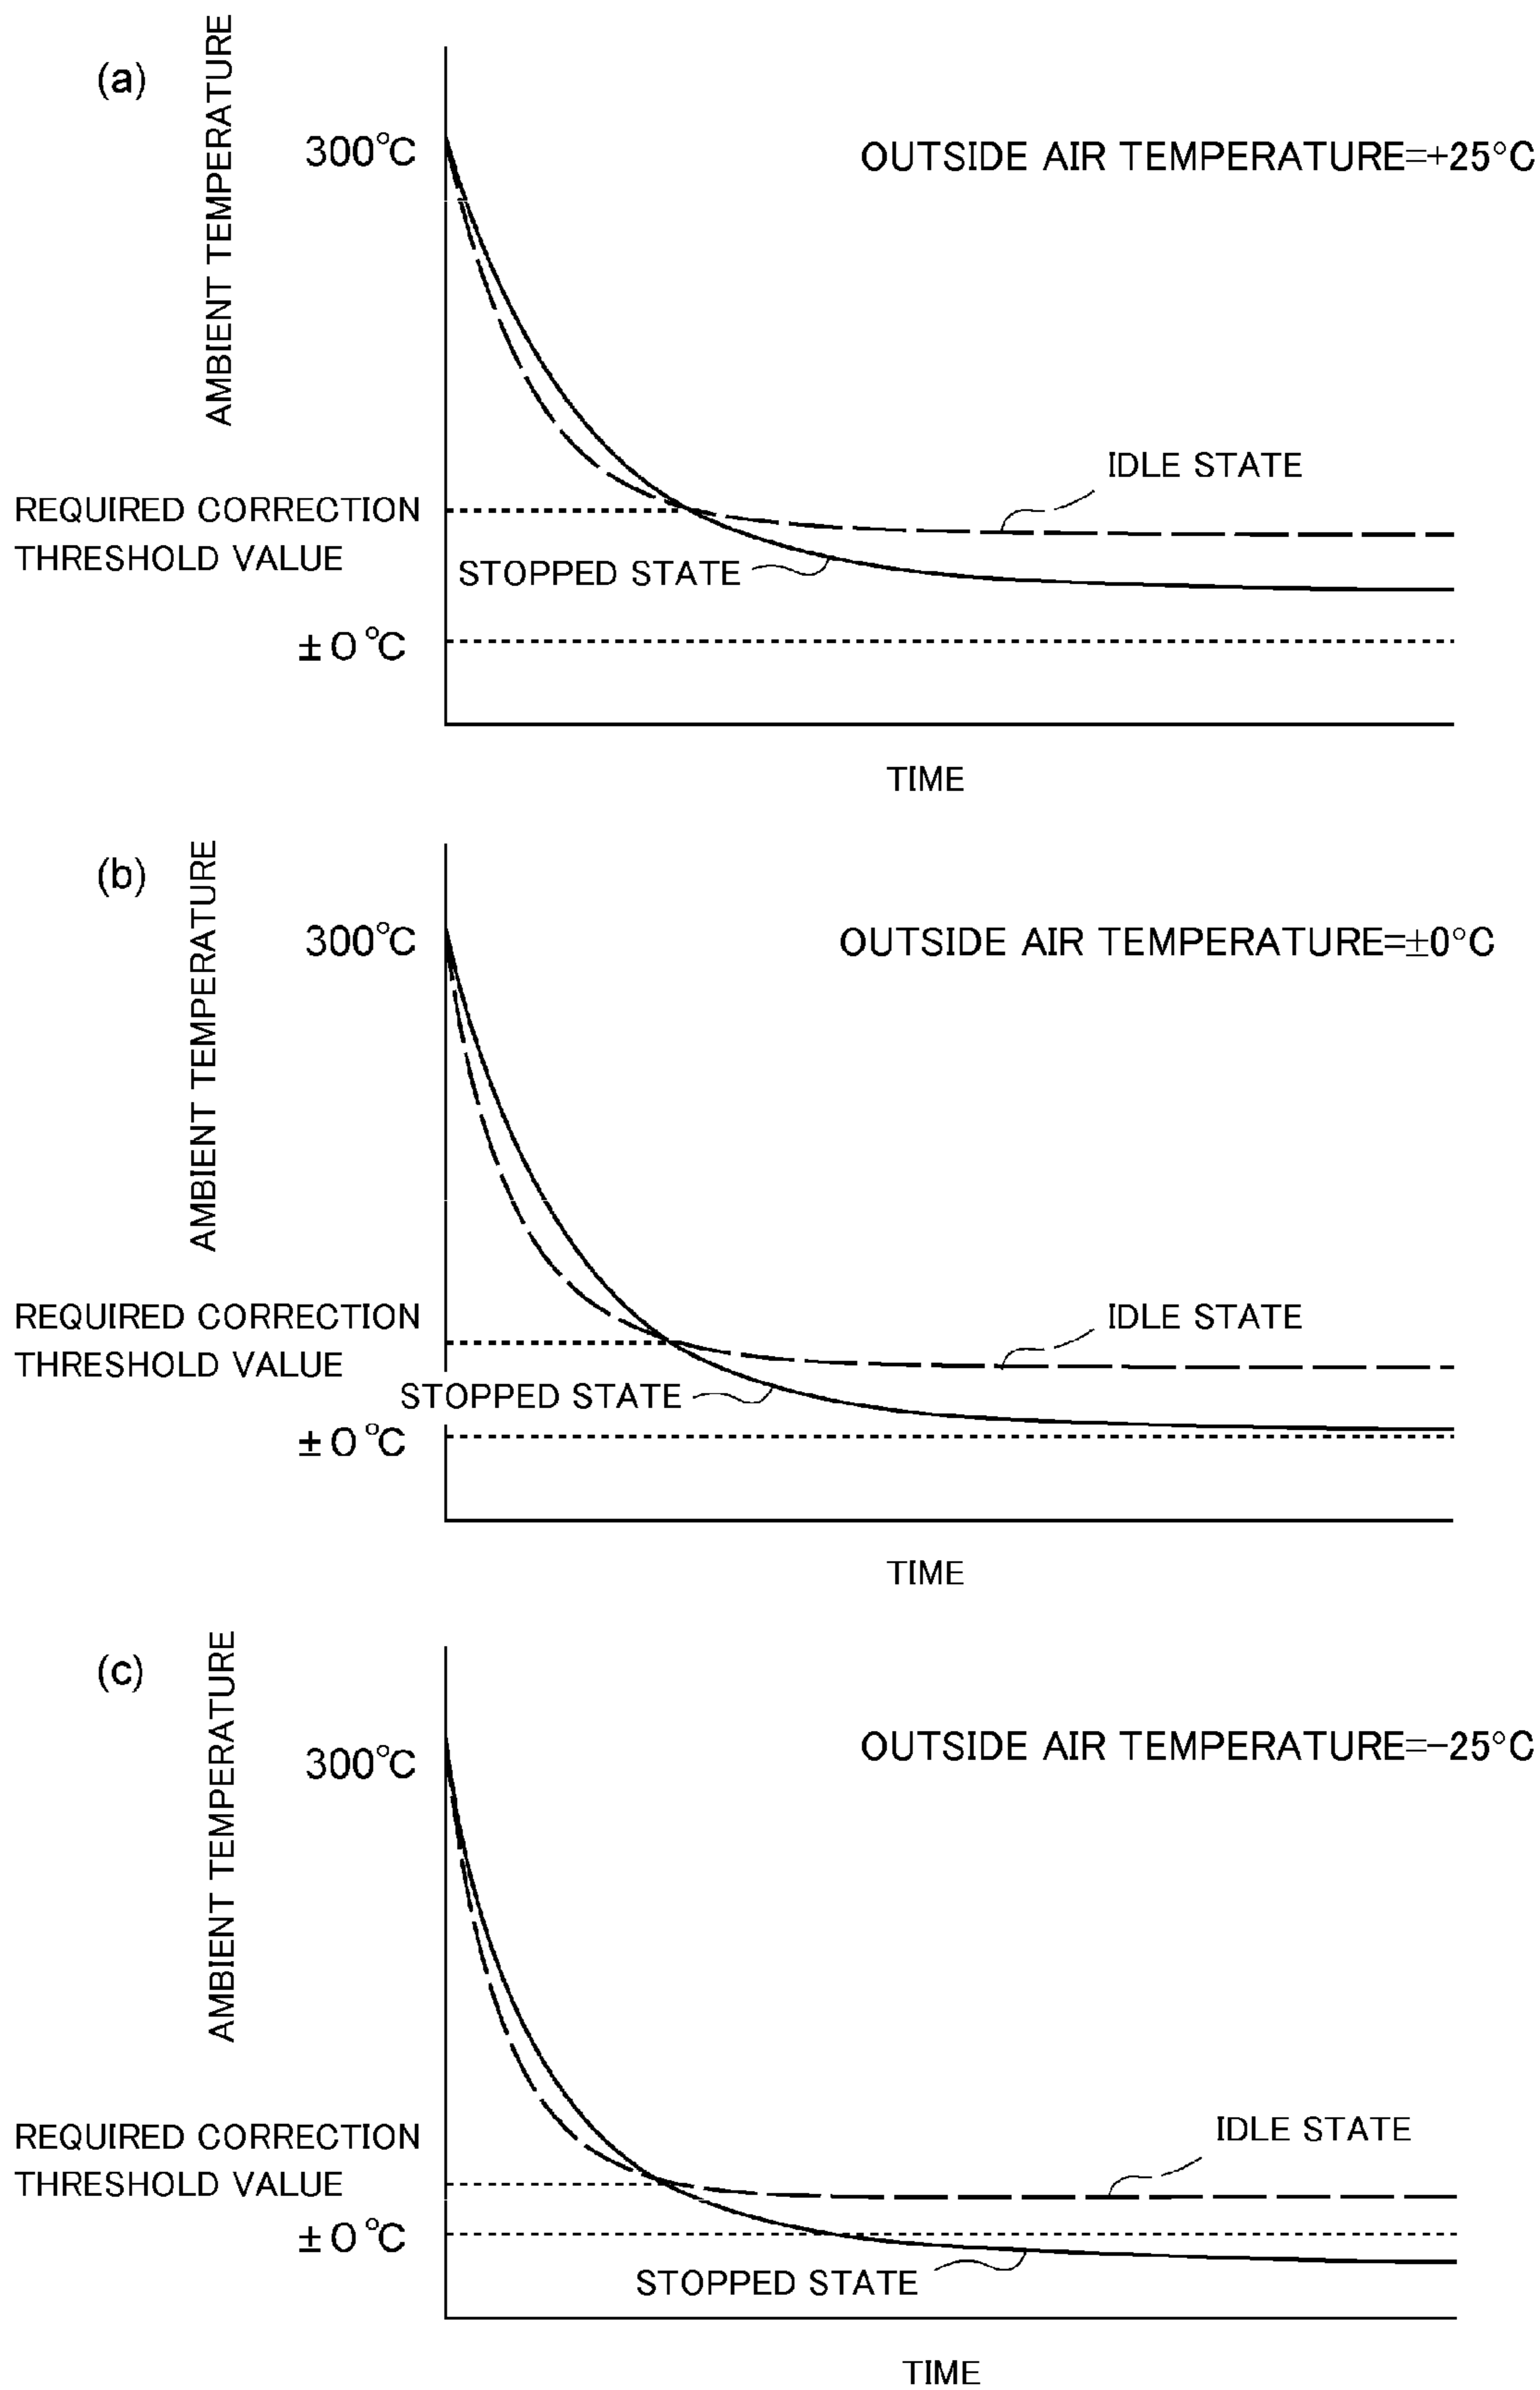 (a)
AMBIENT TEMPERATURE
300℃
OUTSIDE AIR TEMPERATURE=+25°C
IDLE STATE
REQUIRED CORRECTION
THRESHOLD VALUE
STOPPED STATE
±0℃
TIME
(b)
AMBIENT TEMPERATURE
300℃
OUTSIDE AIR TEMPERATURE=±0°C
REQUIRED CORRECTION
THRESHOLD VALUE
IDLE STATE
STOPPED STATE
±0℃
TIME
(c)
AMBIENT TEMPERATURE
300℃
OUTSIDE AIR TEMPERATURE=−25°C
REQUIRED CORRECTION
THRESHOLD VALUE
IDLE STATE
±0℃
STOPPED STATE
TIME